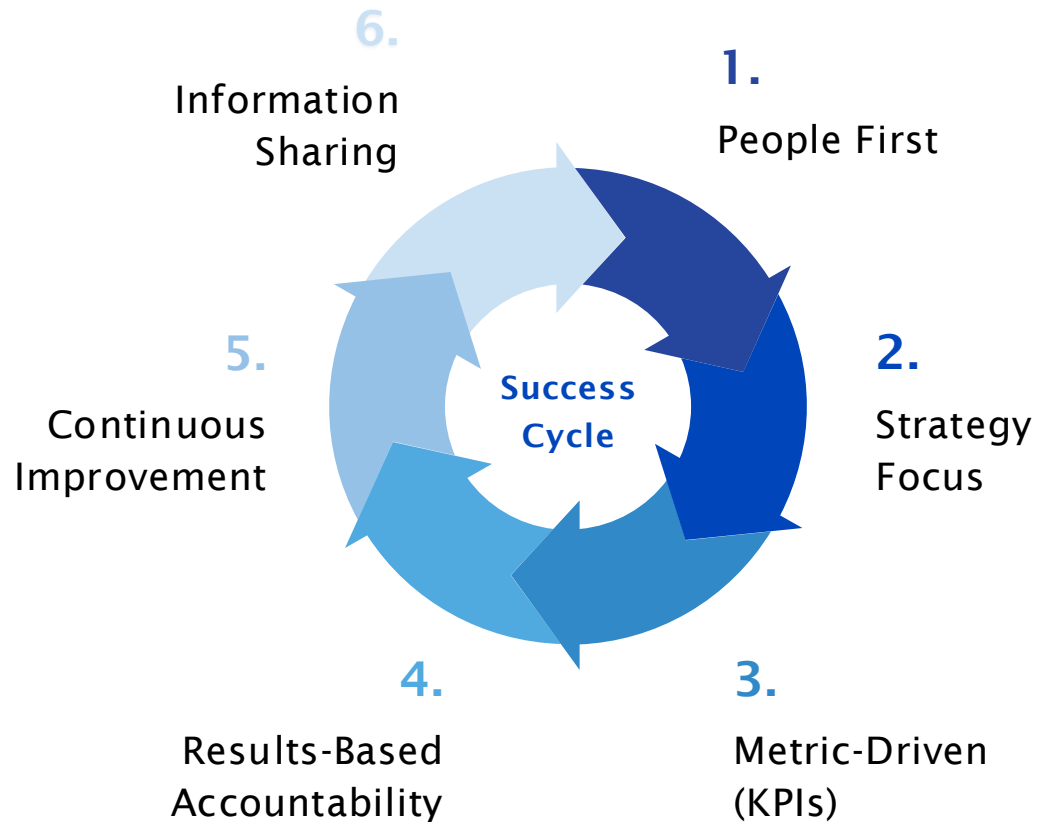 1.
People First
2.
Strategy
Focus
3.
Metric-Driven
(KPIs)
4.
Results-Based
Accountability
5.
Continuous
Improvement
6.
Information
Sharing
Success
Cycle